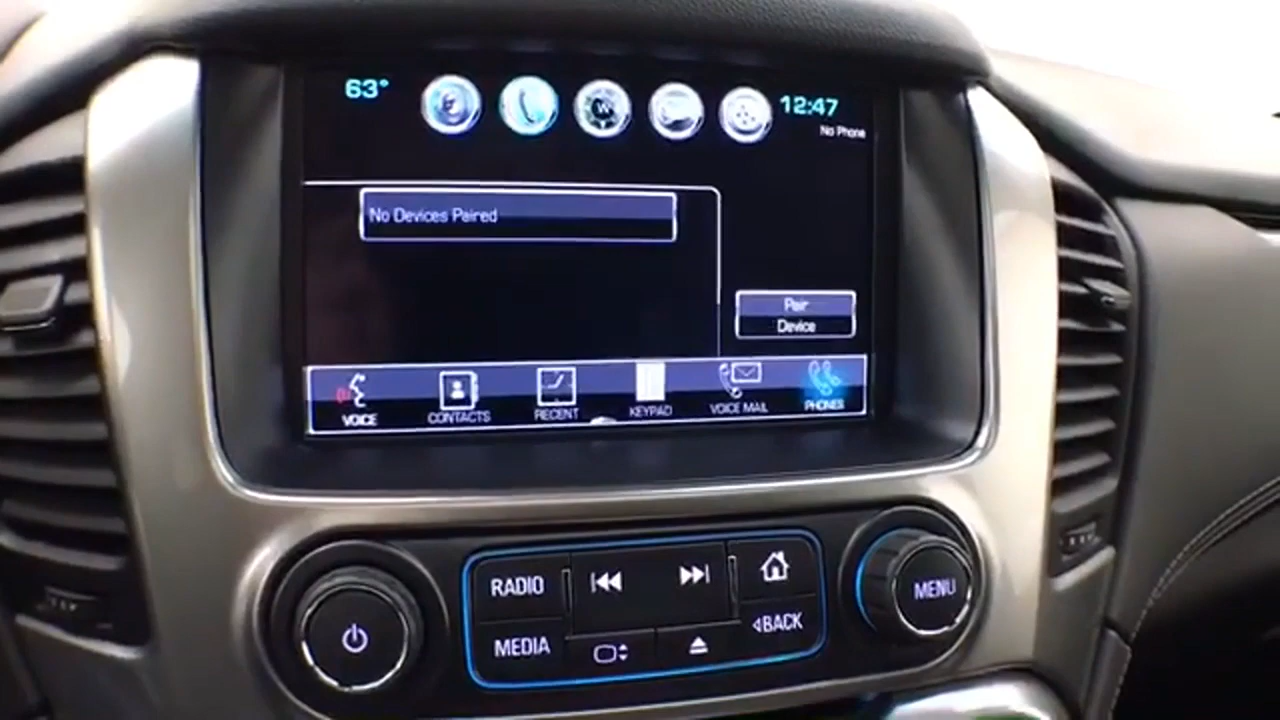 63°
W
12:47
No Phone
No Devices Paired
Pair
Device
VOICE
CONTACTS
RECENT
KEYPAD
VOICE MAIL
PHONES
RADIO
MEDIA
◁BACK
MENU